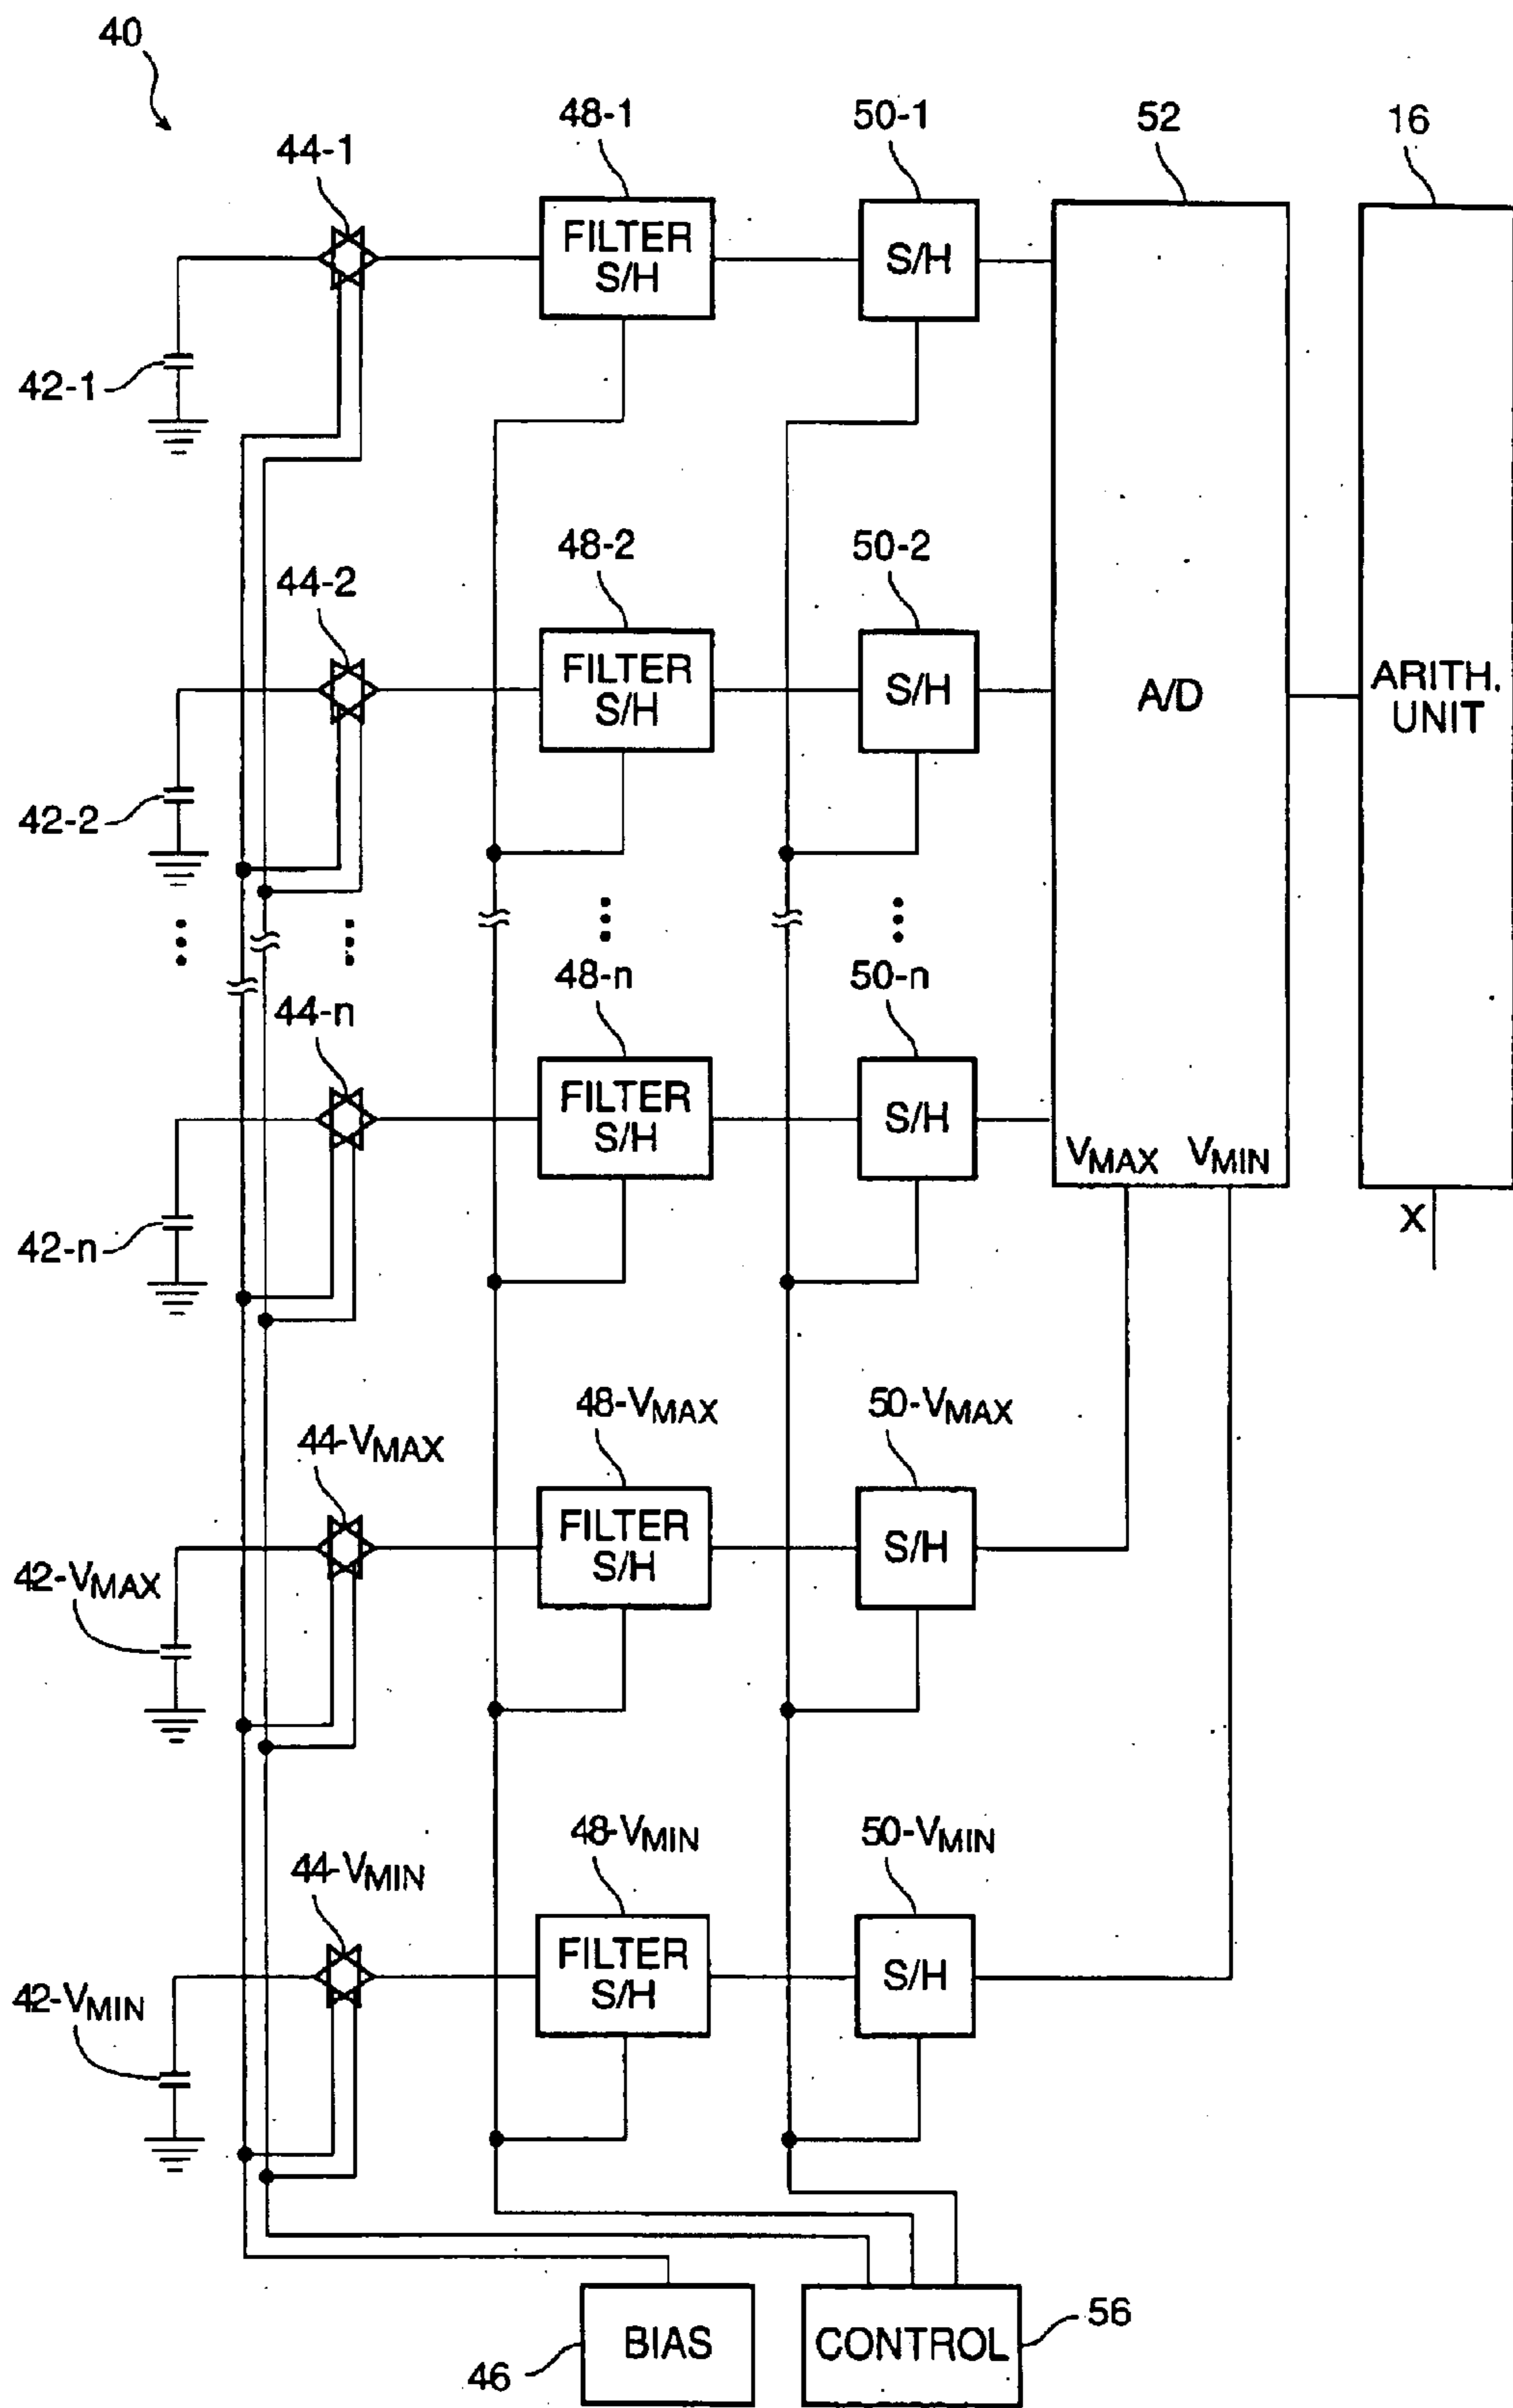 40
44-1
48-1
50-1
52
16
FILTER
S/H
S/H
42-1
44-2
48-2
50-2
FILTER
S/H
S/H
A/D
ARITH.
UNIT
42-2
44-n
48-n
50-n
FILTER
S/H
S/H
VMAX VMIN
X
42-n
44-VMAX
48-VMAX
50-VMAX
FILTER
S/H
S/H
42-VMAX
44-VMIN
48-VMIN
50-VMIN
FILTER
S/H
S/H
42-VMIN
46
BIAS
CONTROL
56